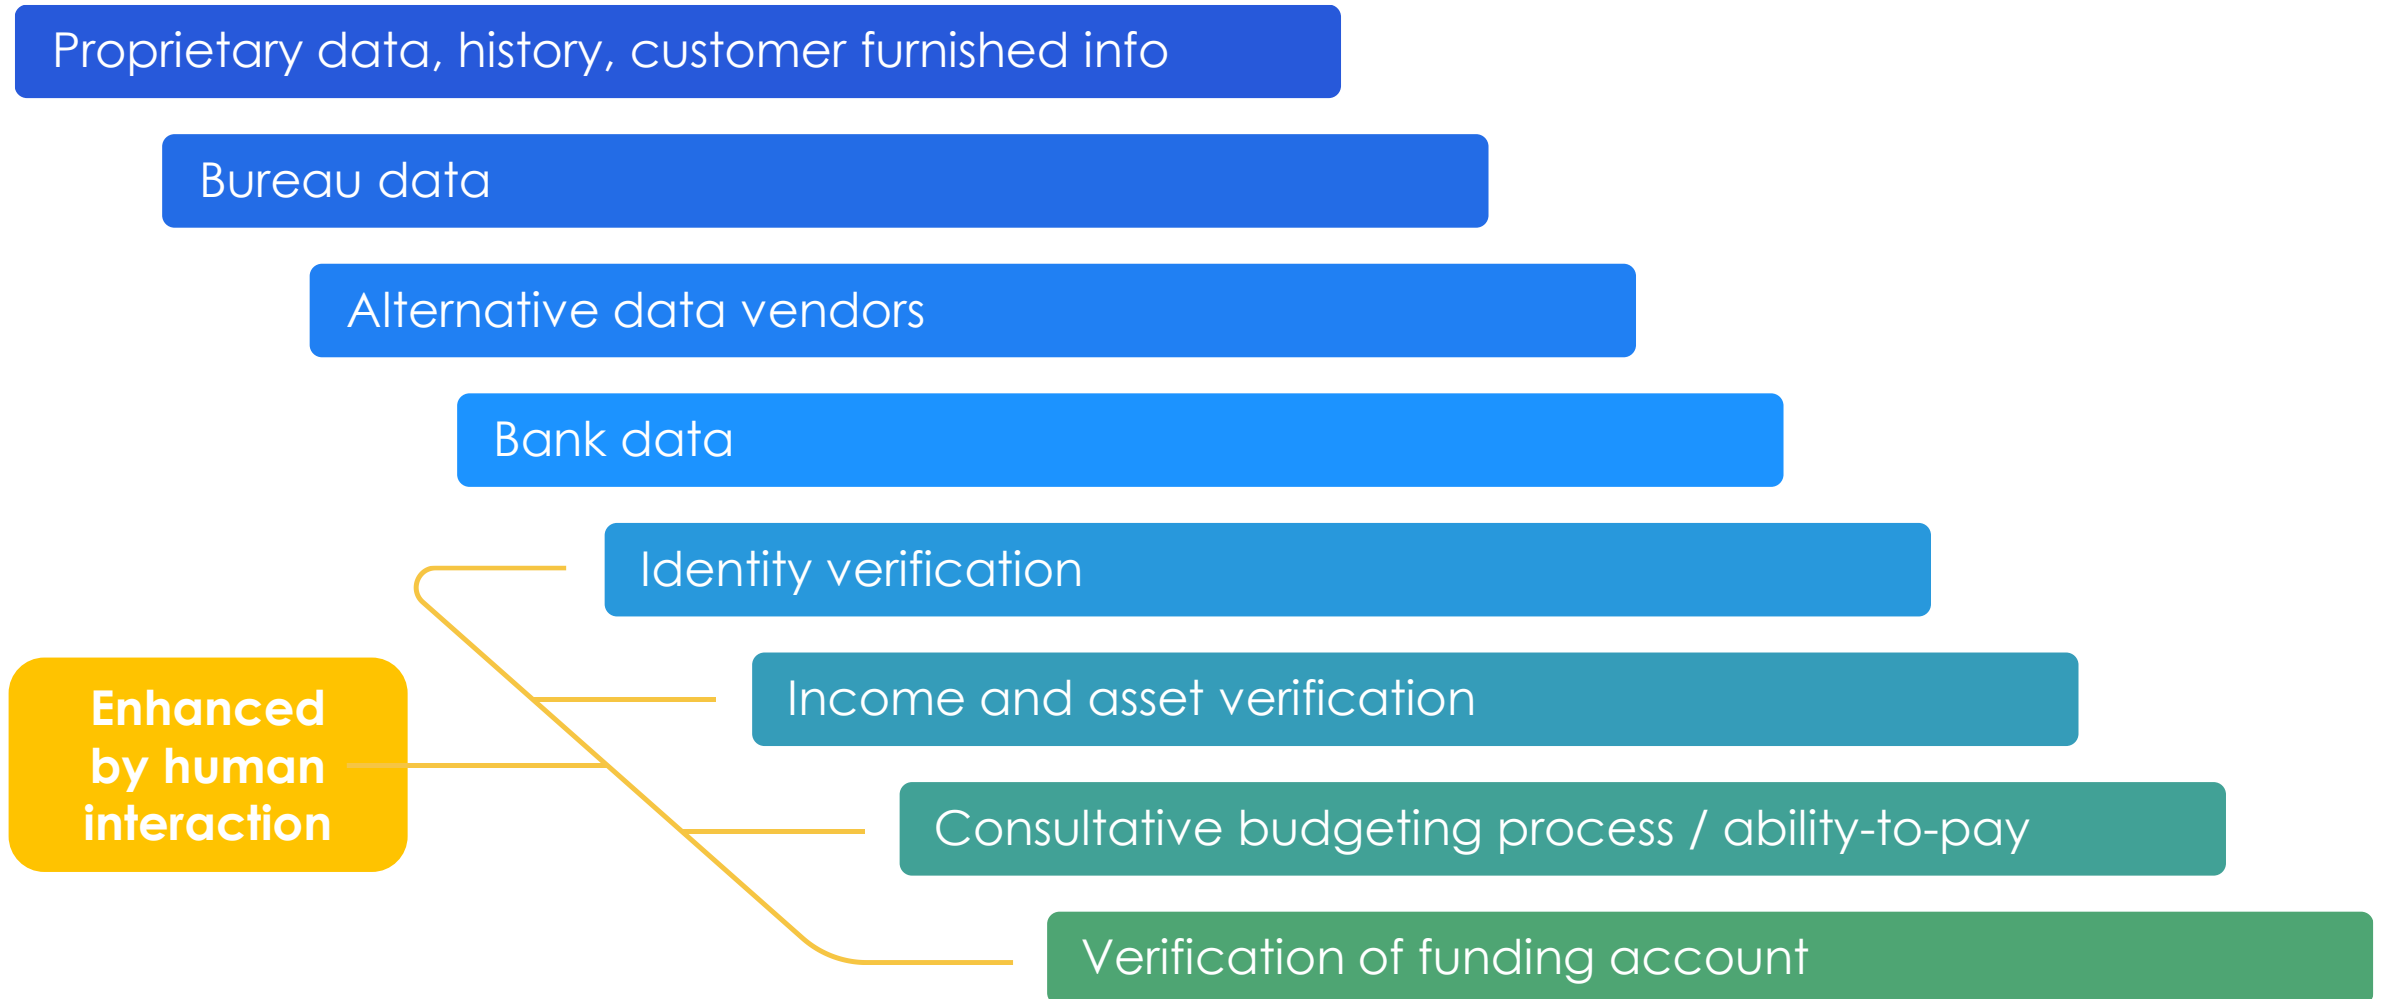 Proprietary data, history, customer furnished info
Bureau data
Alternative data vendors
Bank data
Identity verification
Income and asset verification
Consultative budgeting process / ability-to-pay
Verification of funding account
Enhanced
by human
interaction